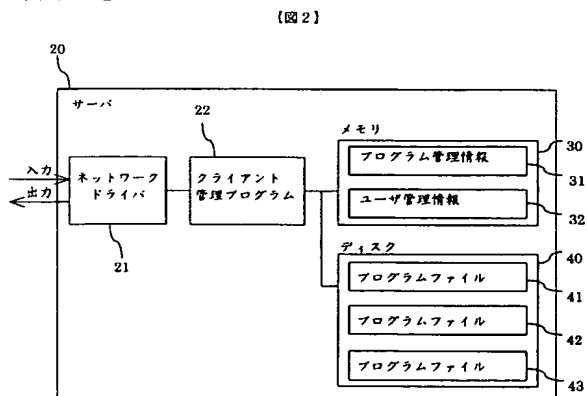 【図2】
20
サーバ
22
メモリ
30
プログラム管理情報
31
入力
ネットワーク
ドライバ
クライアント
管理プログラム
出力
ユーザ管理情報
32
21
ディスク
40
プログラムファイル
41
プログラムファイル
42
プログラムファイル
43